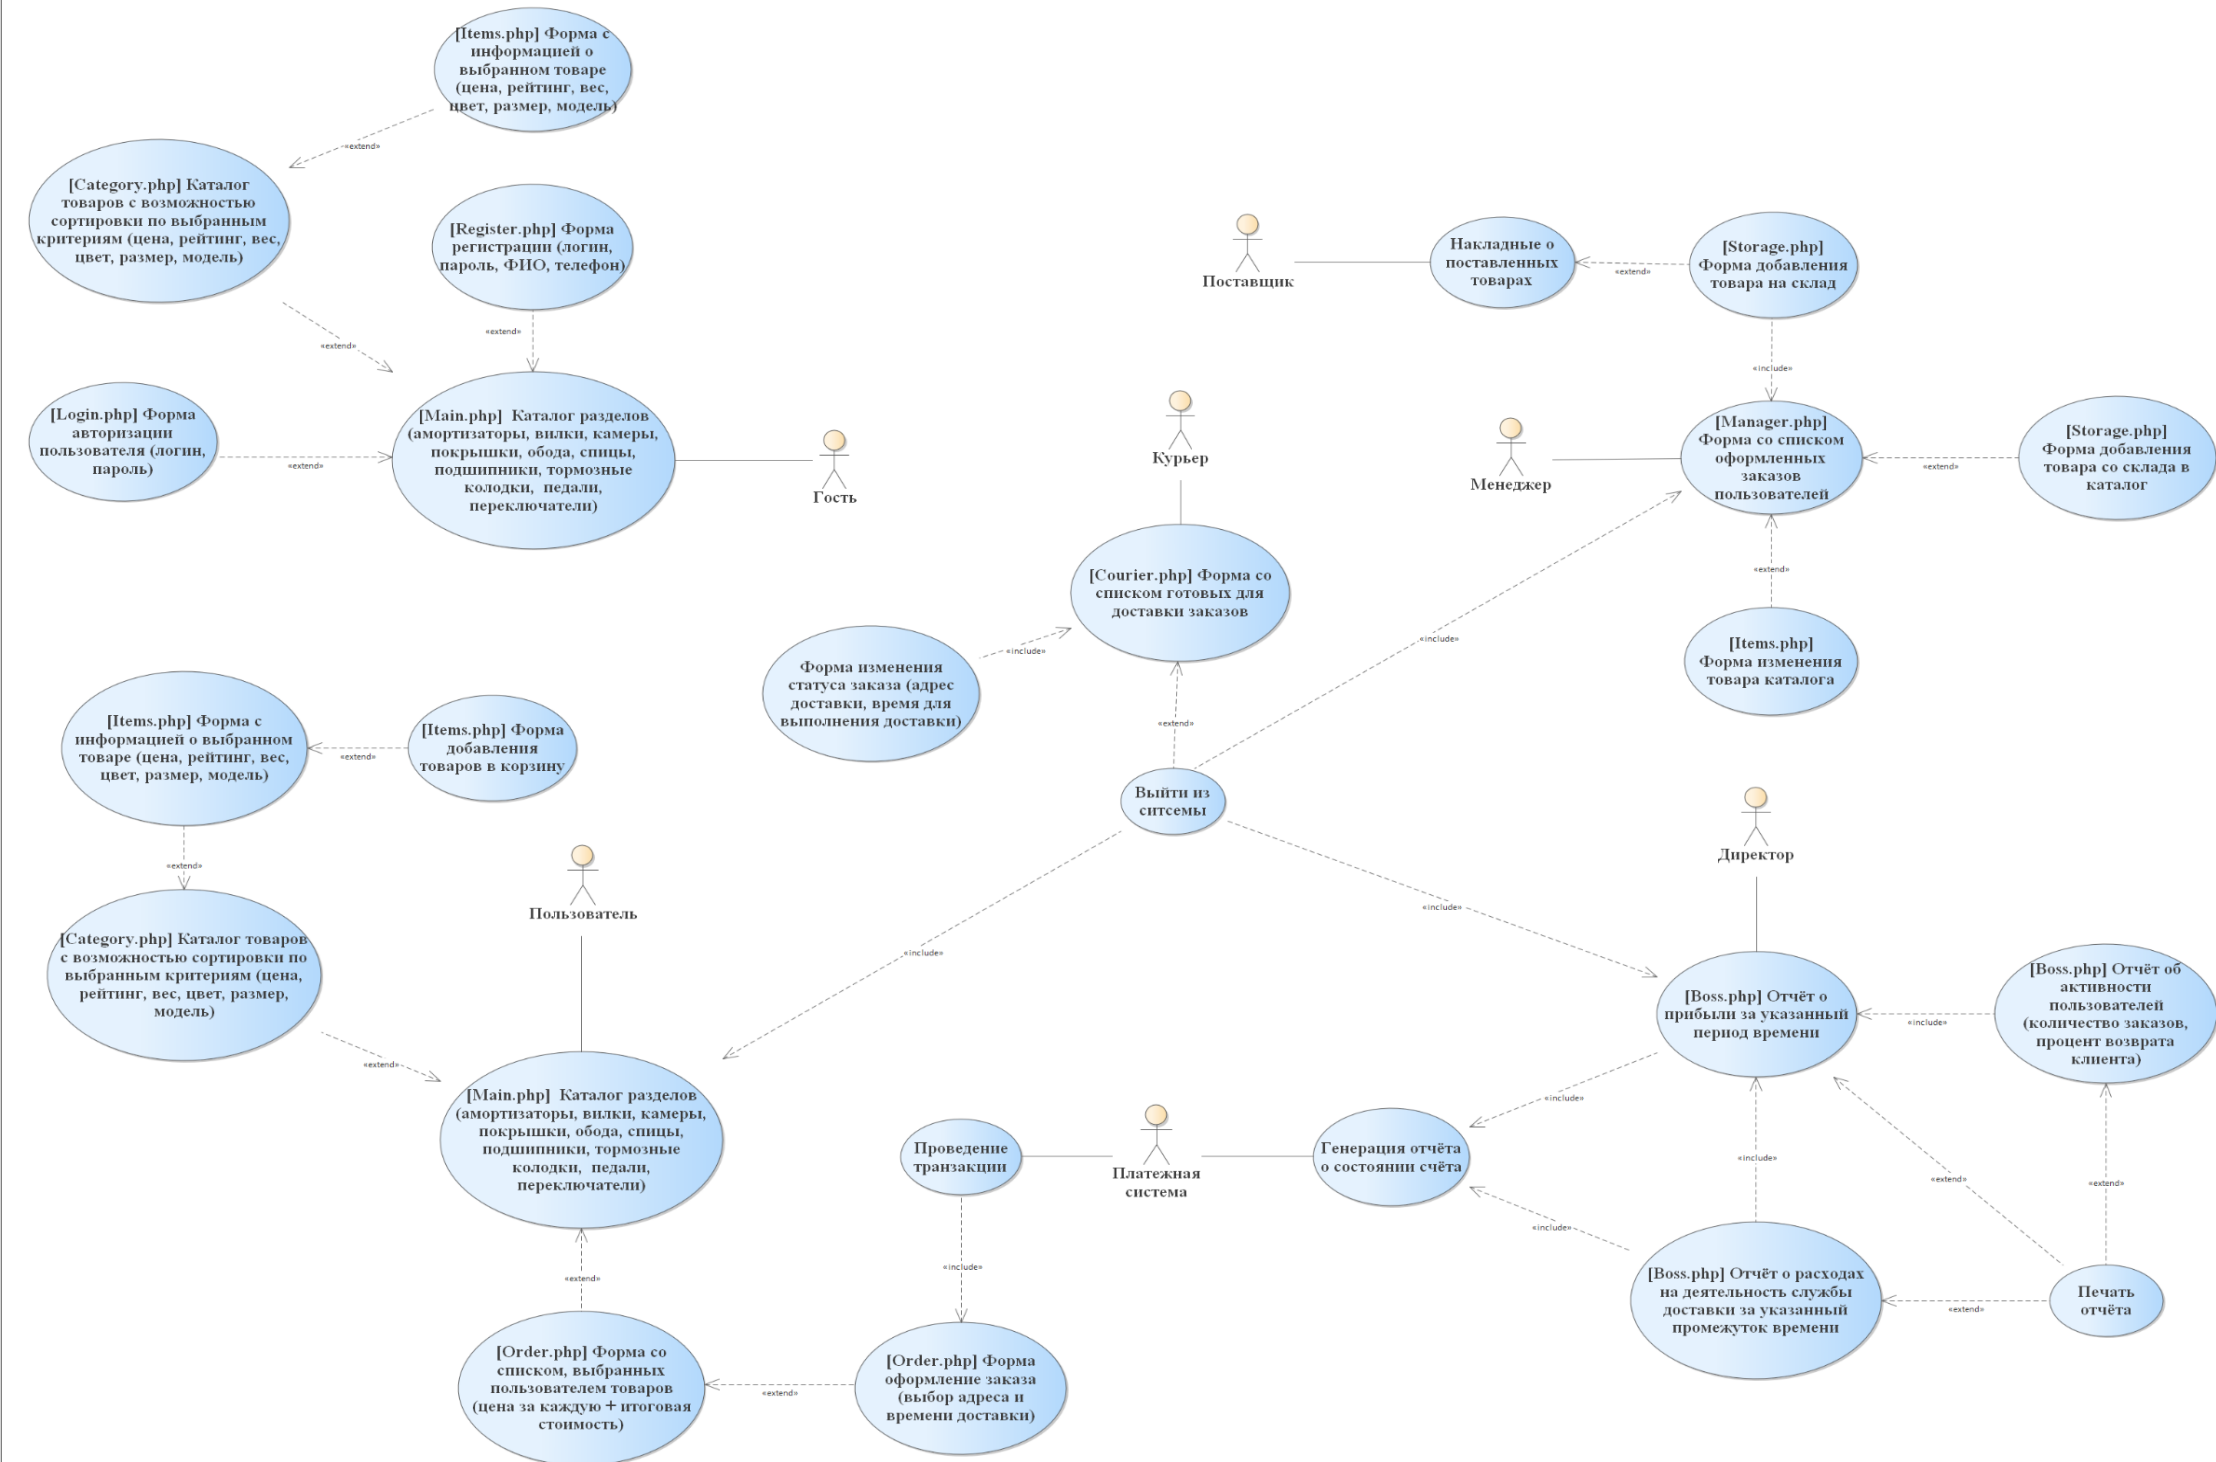 [Items.php] Форма с
информацией о
выбранном товаре
(цена, рейтинг, вес,
цвет, размер, модель)
«extend»
[Category.php] Каталог
товаров с возможностью
сортировки по выбранным
критериям (цена, рейтинг, вес,
цвет, размер, модель)
«extend»
[Register.php] Форма
регистрации (логин,
пароль, ФИО, телефон)
«extend»
[Login.php] Форма
авторизации
пользователя (логин,
пароль)
«extend»
[Main.php] Каталог разделов
(амортизаторы, вилки, камеры,
покрышки, обода, спицы,
подшипники, тормозные
колодки, педали,
переключатели)
Гость
Поставщик
Накладные о
поставленных
товарах
«extend»
[Storage.php]
Форма добавления
товара на склад
«include»
Курьер
Менеджер
[Manager.php]
Форма со списком
оформленных
заказов
пользователей
«extend»
[Storage.php]
Форма добавления
товара со склада в
каталог
«extend»
[Items.php]
Форма изменения
товара каталога
[Courier.php] Форма со
списком готовых для
доставки заказов
«include»
Форма изменения
статуса заказа (адрес
доставки, время для
выполнения доставки)
«include»
«extend»
Выйти из
ситсемы
«include»
«include»
[Items.php] Форма с
информацией о выбранном
товаре (цена, рейтинг, вес,
цвет, размер, модель)
«extend»
[Items.php] Форма
добавления
товаров в корзину
«extend»
[Category.php] Каталог товаров
с возможностью сортировки по
выбранным критериям (цена,
рейтинг, вес, цвет, размер,
модель)
«extend»
Пользователь
[Main.php] Каталог разделов
(амортизаторы, вилки, камеры,
покрышки, обода, спицы,
подшипники, тормозные
колодки, педали,
переключатели)
«extend»
[Order.php] Форма со
списком, выбранных
пользователем товаров
(цена за каждую + итоговая
стоимость)
«extend»
[Order.php] Форма
оформление заказа
(выбор адреса и
времени доставки)
«include»
Проведение
транзакции
Платежная
система
Генерация отчёта
о состоянии счёта
«include»
«include»
Директор
[Boss.php] Отчёт о
прибыли за указанный
период времени
«include»
[Boss.php] Отчёт об
активности
пользователей
(количество заказов,
процент возврата
клиента)
«include»
«extend»
«extend»
[Boss.php] Отчёт о расходах
на деятельность службы
доставки за указанный
промежуток времени
«extend»
Печать
отчёта